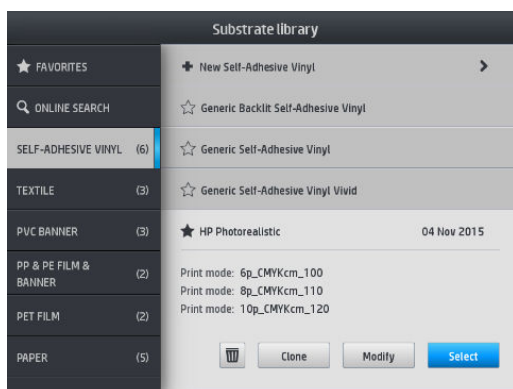 Substrate library
FAVORITES
ONLINE SEARCH
SELF-ADHESIVE VINYL (6)
TEXTILE (3)
PVC BANNER (3)
PP & PE FILM &
BANNER (2)
PET FILM (2)
PAPER (5)
New Self-Adhesive Vinyl
Generic Backlit Self-Adhesive Vinyl
Generic Self-Adhesive Vinyl
Generic Self-Adhesive Vinyl Vivid
HP Photorealistic 04 Nov 2015
Print mode: 6p_CMYKcm_100
Print mode: 8p_CMYKcm_110
Print mode: 10p_CMYKcm_120
Clone Modify Select